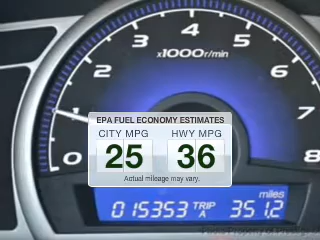 3 4 5
x1000r/min
2 6
1 7
EPA FUEL ECONOMY ESTIMATES
CITY MPG HWY MPG
25 36
Actual mileage may vary.
0 8
miles
015353 TRIP A 351.2